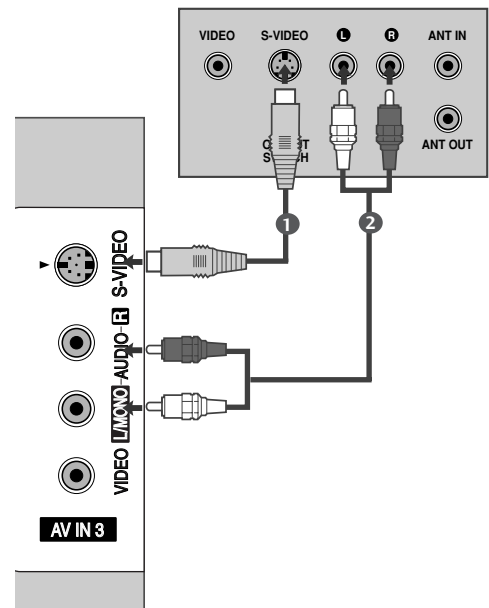 VIDEO S-VIDEO L R ANT IN
ANT OUT
1
2
S-VIDEO
AUDIO R
L/MONO
VIDEO
AV IN 3